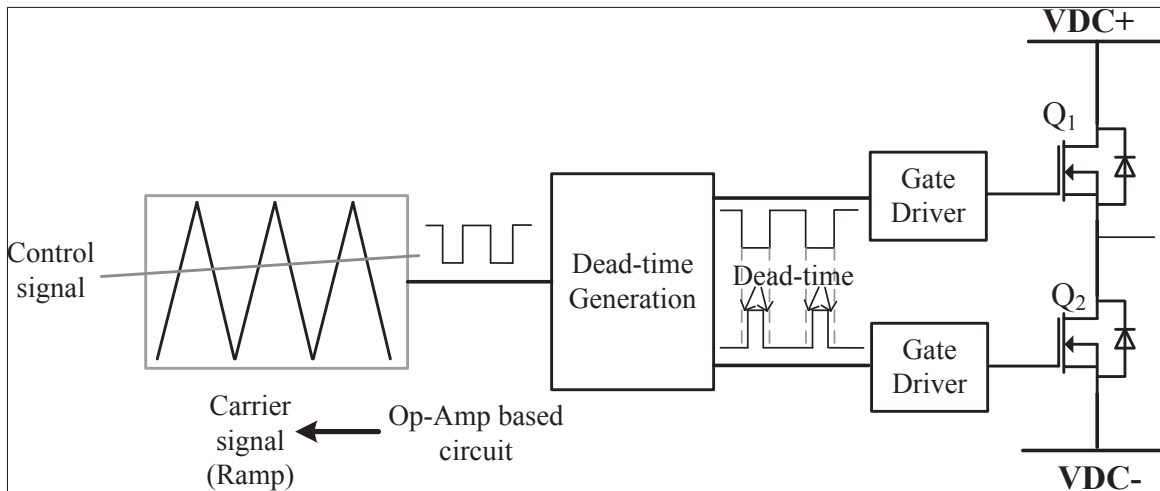 VDC+
Q1
Gate
Driver
Control
signal
Dead-time
Generation
Dead-time
Q2
Gate
Driver
Carrier
signal
(Ramp)
Op-Amp based
circuit
VDC-